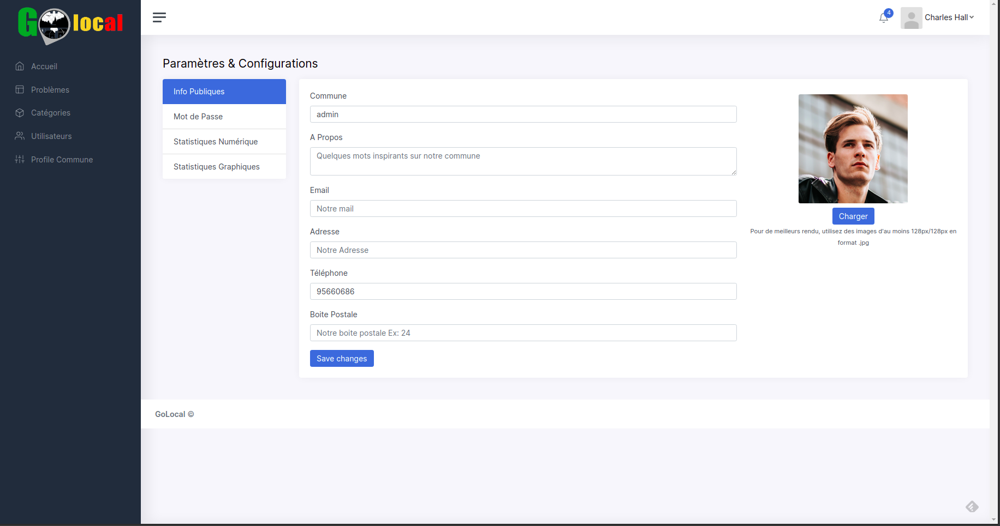 Golocal
4
Charles Hall
Accueil
Problèmes
Catégories
Utilisateurs
Profile Commune
Paramètres & Configurations
Info Publiques
Mot de Passe
Statistiques Numérique
Statistiques Graphiques
Commune
admin
A Propos
Quelques mots inspirants sur notre commune
Email
Notre mail
Adresse
Notre Adresse
Téléphone
95660686
Boite Postale
Notre boite postale Ex: 24
Save changes
Charger
Pour de meilleurs rendu, utilisez des images d'au moins 128px/128px en
format .jpg
GoLocal ©